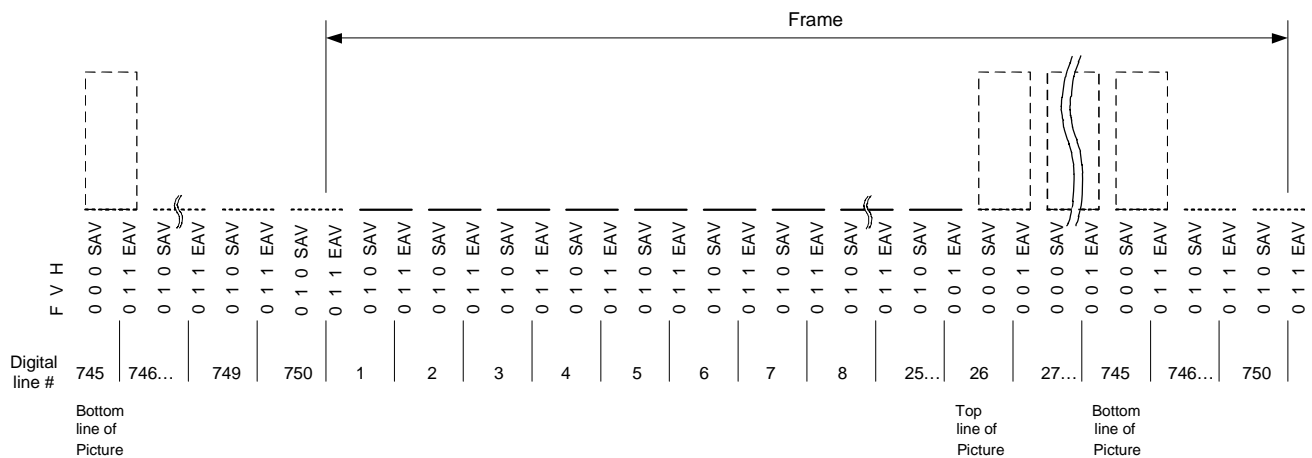 Frame
F V H
0 0 0 SAV
0 1 1 EAV
0 1 0 SAV
0 1 1 EAV
0 1 0 SAV
0 1 1 EAV
0 1 0 SAV
0 1 1 EAV
0 1 0 SAV
0 1 1 EAV
0 1 0 SAV
0 1 1 EAV
0 1 0 SAV
0 1 1 EAV
0 1 0 SAV
0 1 1 EAV
0 1 0 SAV
0 1 1 EAV
0 1 0 SAV
0 1 1 EAV
0 1 0 SAV
0 1 1 EAV
0 1 0 SAV
0 1 1 EAV
0 1 0 SAV
0 0 1 EAV
0 0 0 SAV
0 0 1 EAV
0 0 0 SAV
0 0 1 EAV
0 0 0 SAV
0 1 1 EAV
0 1 0 SAV
0 1 1 EAV
0 1 0 SAV
0 1 1 EAV
Digital
line # 745 746… 749 750 1 2 3 4 5 6 7 8 25… 26 27… 745 746… 750
Bottom
line of
Picture
Top
line of
Picture
Bottom
line of
Picture